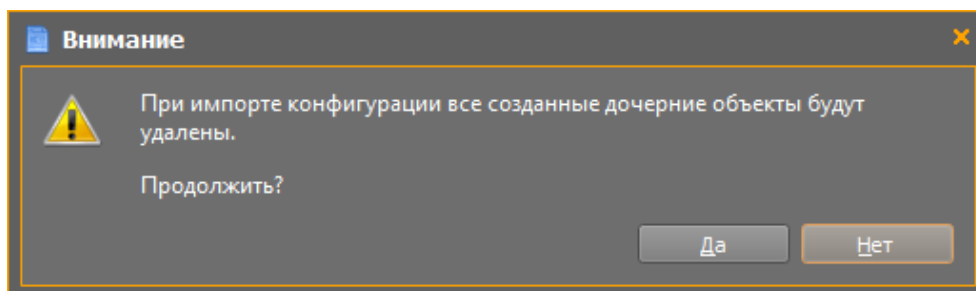 Внимание
При импорте конфигурации все созданные дочерние объекты будут
удалены.
Продолжить?
Да
Нет